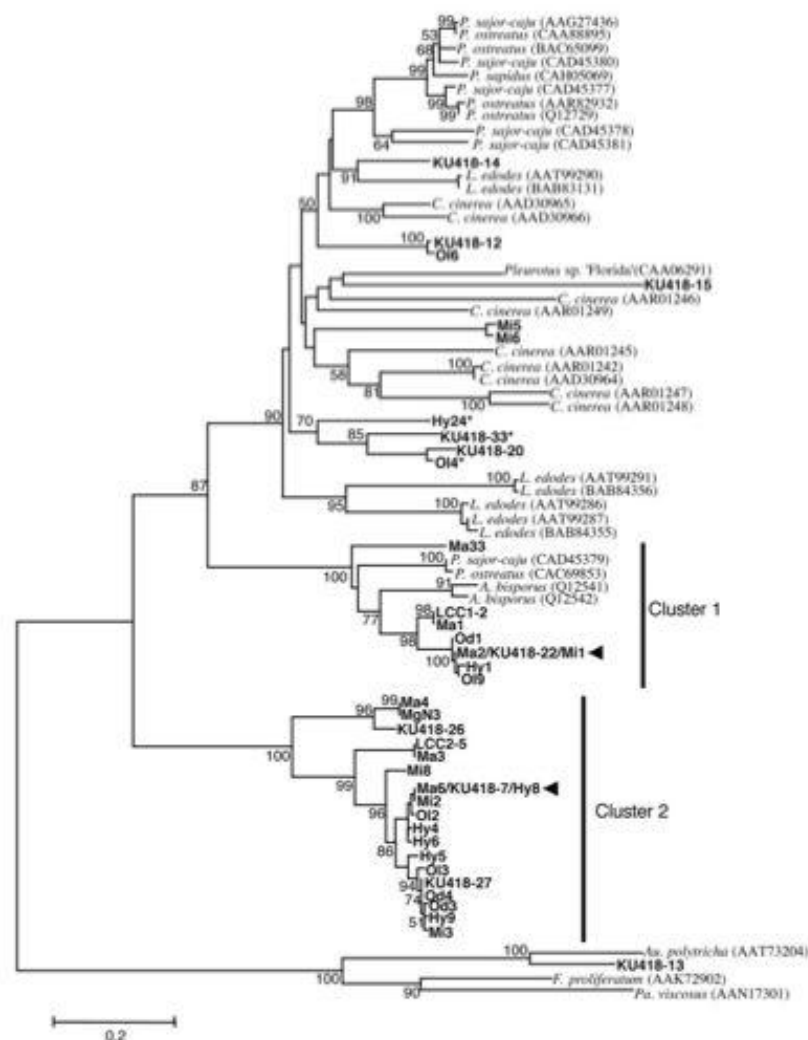 99 P. sajor-caju (AAG27436)
53 P. ostreatus (CAA88895)
68 P. ostreatus (BAC65099)
P. sajor-caju (CAD45380)
99 P. sapidus (CAH05069)
P. sajor-caju (CAD45377)
98 99 P. ostreatus (AAR82932)
99 P. ostreatus (Q12729)
P. sajor-caju (CAD45378)
64 P. sajor-caju (CAD45381)
KU418-14
91 L. edodes (AAT99290)
L. edodes (BAB83131)
50 C. cinerea (AAD30965)
100 C. cinerea (AAD30966)
100 KU418-12
Ol6
Pleurotus sp. 'Florida'(CAA06291)
KU418-15
C. cinerea (AAR01246)
C. cinerea (AAR01249)
Mi5
Mi6
C. cinerea (AAR01245)
58 100 C. cinerea (AAR01242)
C. cinerea (AAD30964)
81 C. cinerea (AAR01247)
100 C. cinerea (AAR01248)
90 70 Hy24*
85 KU418-33*
KU418-20
Ol4*
100 L. edodes (AAT99291)
L. edodes (BAB84356)
87 95 100 L. edodes (AAT99286)
L. edodes (AAT99287)
L. edodes (BAB84355)
Ma33
100 100 P. sajor-caju (CAD45379)
P. ostreatus (CAC69853)
91 A. bisporus (Q12541)
A. bisporus (Q12542)
Cluster 1
77 98 LCC1-2
Ma1
98 Od1
100 Ma2/KU418-22/Mi1
Hy1
Ol9
99 Ma4
96 MgN3
KU418-26
100 LCC2-5
Ma3
99 Mi8
Ma6/KU418-7/Hy8
96 Mi2
Ol2
Cluster 2
Hy4
86 Hy6
Hy5
Ol3
94 KU418-27
74 Od4
Od3
51 Hy9
Mi3
100 Au. polytricha (AAT73204)
KU418-13
100 F. proliferatum (AAK72902)
90 Pa. viscosus (AAN17301)
0.2